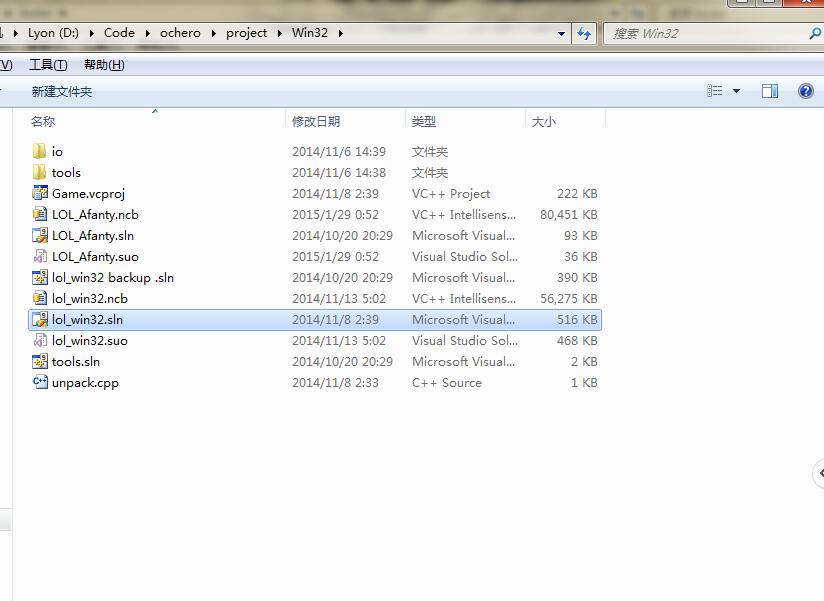 Lyon (D:) Code ochero project Win32 搜索 Win32
(V) 工具(T) 帮助(H)
新建文件夹
名称 修改日期 类型 大小
io 2014/11/6 14:39 文件夹
tools 2014/11/6 14:38 文件夹
Game.vcproj 2014/11/8 2:39 VC++ Project 222 KB
LOL_Afanty.ncb 2015/1/29 0:52 VC++ Intellisens... 80,451 KB
LOL_Afanty.sln 2014/10/20 20:29 Microsoft Visual... 93 KB
LOL_Afanty.suo 2015/1/29 0:52 Visual Studio Sol... 36 KB
lol_win32 backup .sln 2014/10/20 20:29 Microsoft Visual... 390 KB
lol_win32.ncb 2014/11/13 5:02 VC++ Intellisens... 56,275 KB
lol_win32.sln 2014/11/8 2:39 Microsoft Visual... 516 KB
lol_win32.suo 2014/11/13 5:02 Visual Studio Sol... 468 KB
tools.sln 2014/10/20 20:29 Microsoft Visual... 2 KB
unpack.cpp 2014/11/8 2:33 C++ Source 1 KB